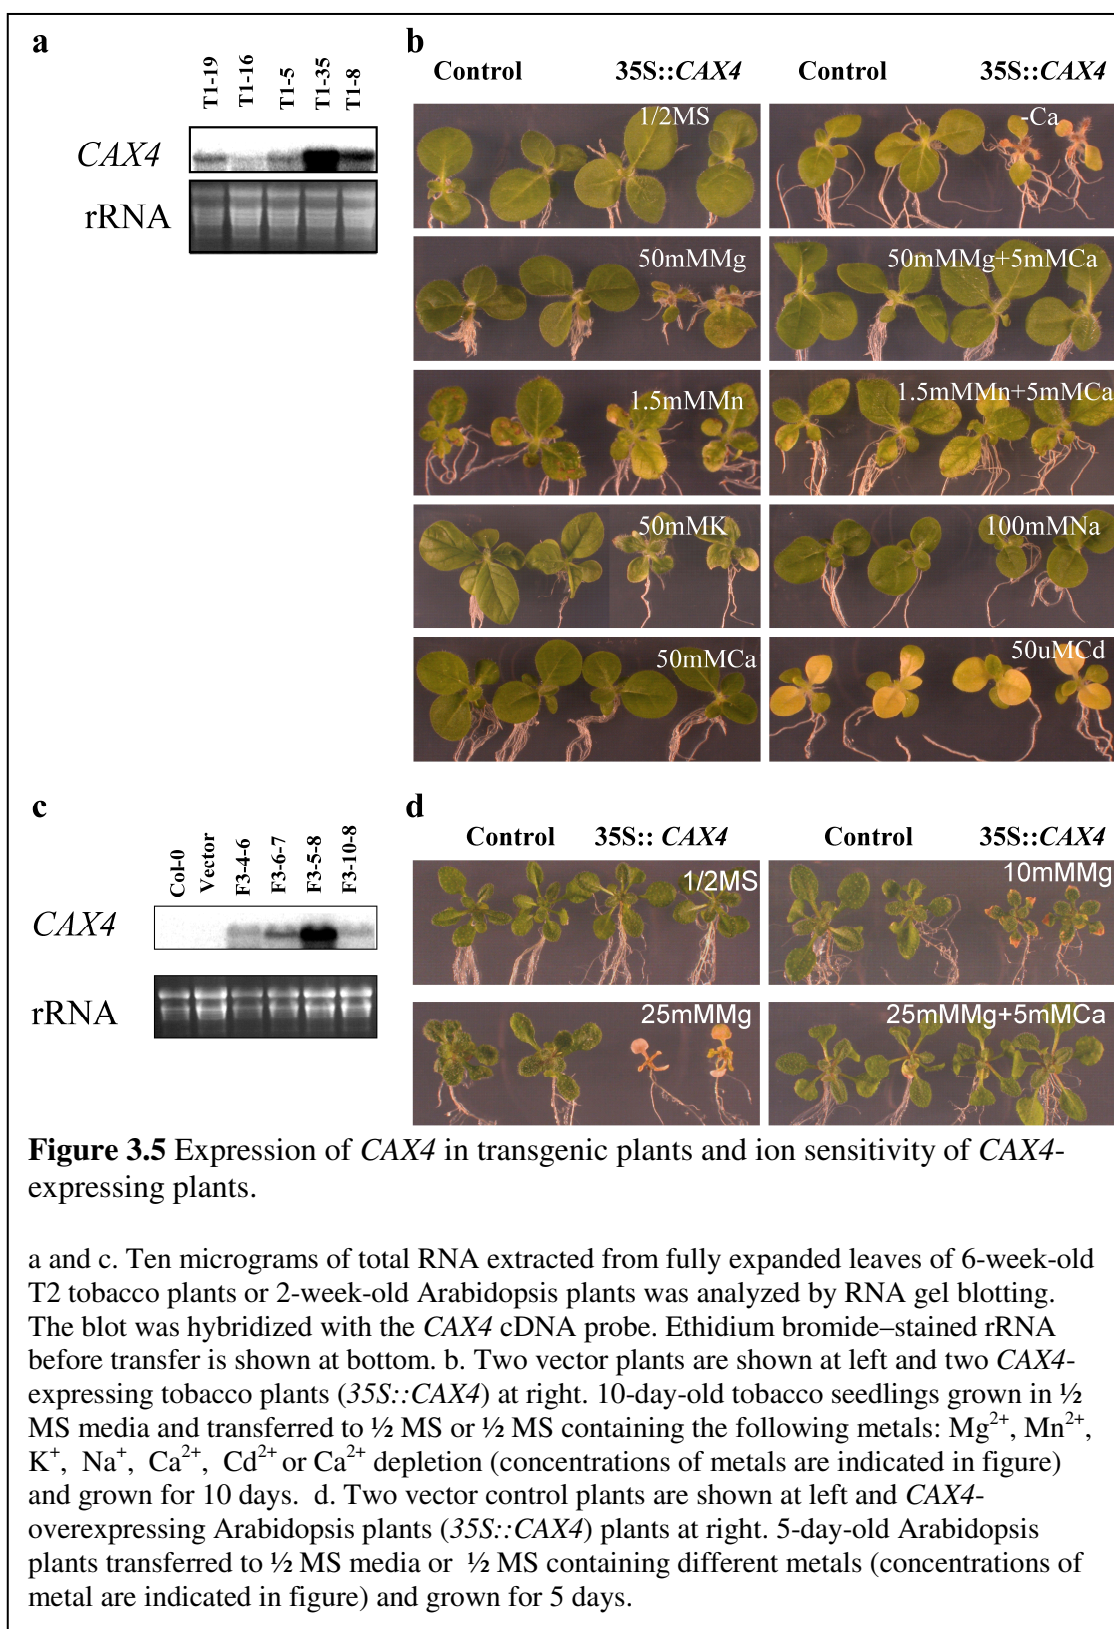 a
T1-19
T1-16
T1-5
T1-35
T1-8
CAX4
rRNA
b
Control 35S::CAX4 Control 35S::CAX4
1/2MS
-Ca
50mMMg
50mMMg+5mMCa
1.5mMMn
1.5mMMn+5mMCa
50mMK
100mMNa
50mMCa
50uMCd
c
Col-0
Vector
F3-4-6
F3-6-7
F3-5-8
F3-10-8
CAX4
rRNA
d
Control 35S:: CAX4 Control 35S::CAX4
1/2MS
10mMMg
25mMMg
25mMMg+5mMCa
Figure 3.5 Expression of CAX4 in transgenic plants and ion sensitivity of CAX4-
expressing plants.
a and c. Ten micrograms of total RNA extracted from fully expanded leaves of 6-week-old
T2 tobacco plants or 2-week-old Arabidopsis plants was analyzed by RNA gel blotting.
The blot was hybridized with the CAX4 cDNA probe. Ethidium bromide–stained rRNA
before transfer is shown at bottom. b. Two vector plants are shown at left and two CAX4-
expressing tobacco plants (35S::CAX4) at right. 10-day-old tobacco seedlings grown in ½
MS media and transferred to ½ MS or ½ MS containing the following metals: Mg²⁺, Mn²⁺,
K⁺, Na⁺, Ca²⁺, Cd²⁺ or Ca²⁺ depletion (concentrations of metals are indicated in figure)
and grown for 10 days. d. Two vector control plants are shown at left and CAX4-
overexpressing Arabidopsis plants (35S::CAX4) plants at right. 5-day-old Arabidopsis
plants transferred to ½ MS media or ½ MS containing different metals (concentrations of
metal are indicated in figure) and grown for 5 days.